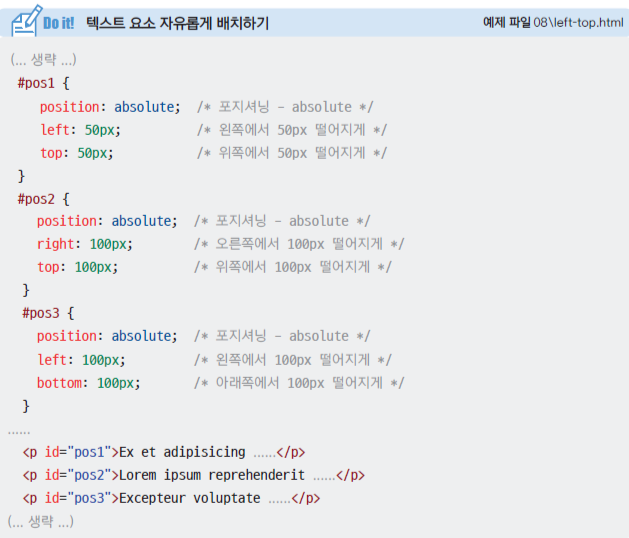 Do it! 텍스트 요소 자유롭게 배치하기 예제 파일 08\left-top.html
(... 생략 ...)
#pos1 {
position: absolute; /* 포지셔닝 - absolute */
left: 50px; /* 왼쪽에서 50px 떨어지게 */
top: 50px; /* 위쪽에서 50px 떨어지게 */
}
#pos2 {
position: absolute; /* 포지셔닝 - absolute */
right: 100px; /* 오른쪽에서 100px 떨어지게 */
top: 100px; /* 위쪽에서 100px 떨어지게 */
}
#pos3 {
position: absolute; /* 포지셔닝 - absolute */
left: 100px; /* 왼쪽에서 100px 떨어지게 */
bottom: 100px; /* 아래쪽에서 100px 떨어지게 */
}
......
<p id="pos1">Ex et adipisicing ......</p>
<p id="pos2">Lorem ipsum reprehenderit ......</p>
<p id="pos3">Excepteur voluptate ......</p>
(... 생략 ...)